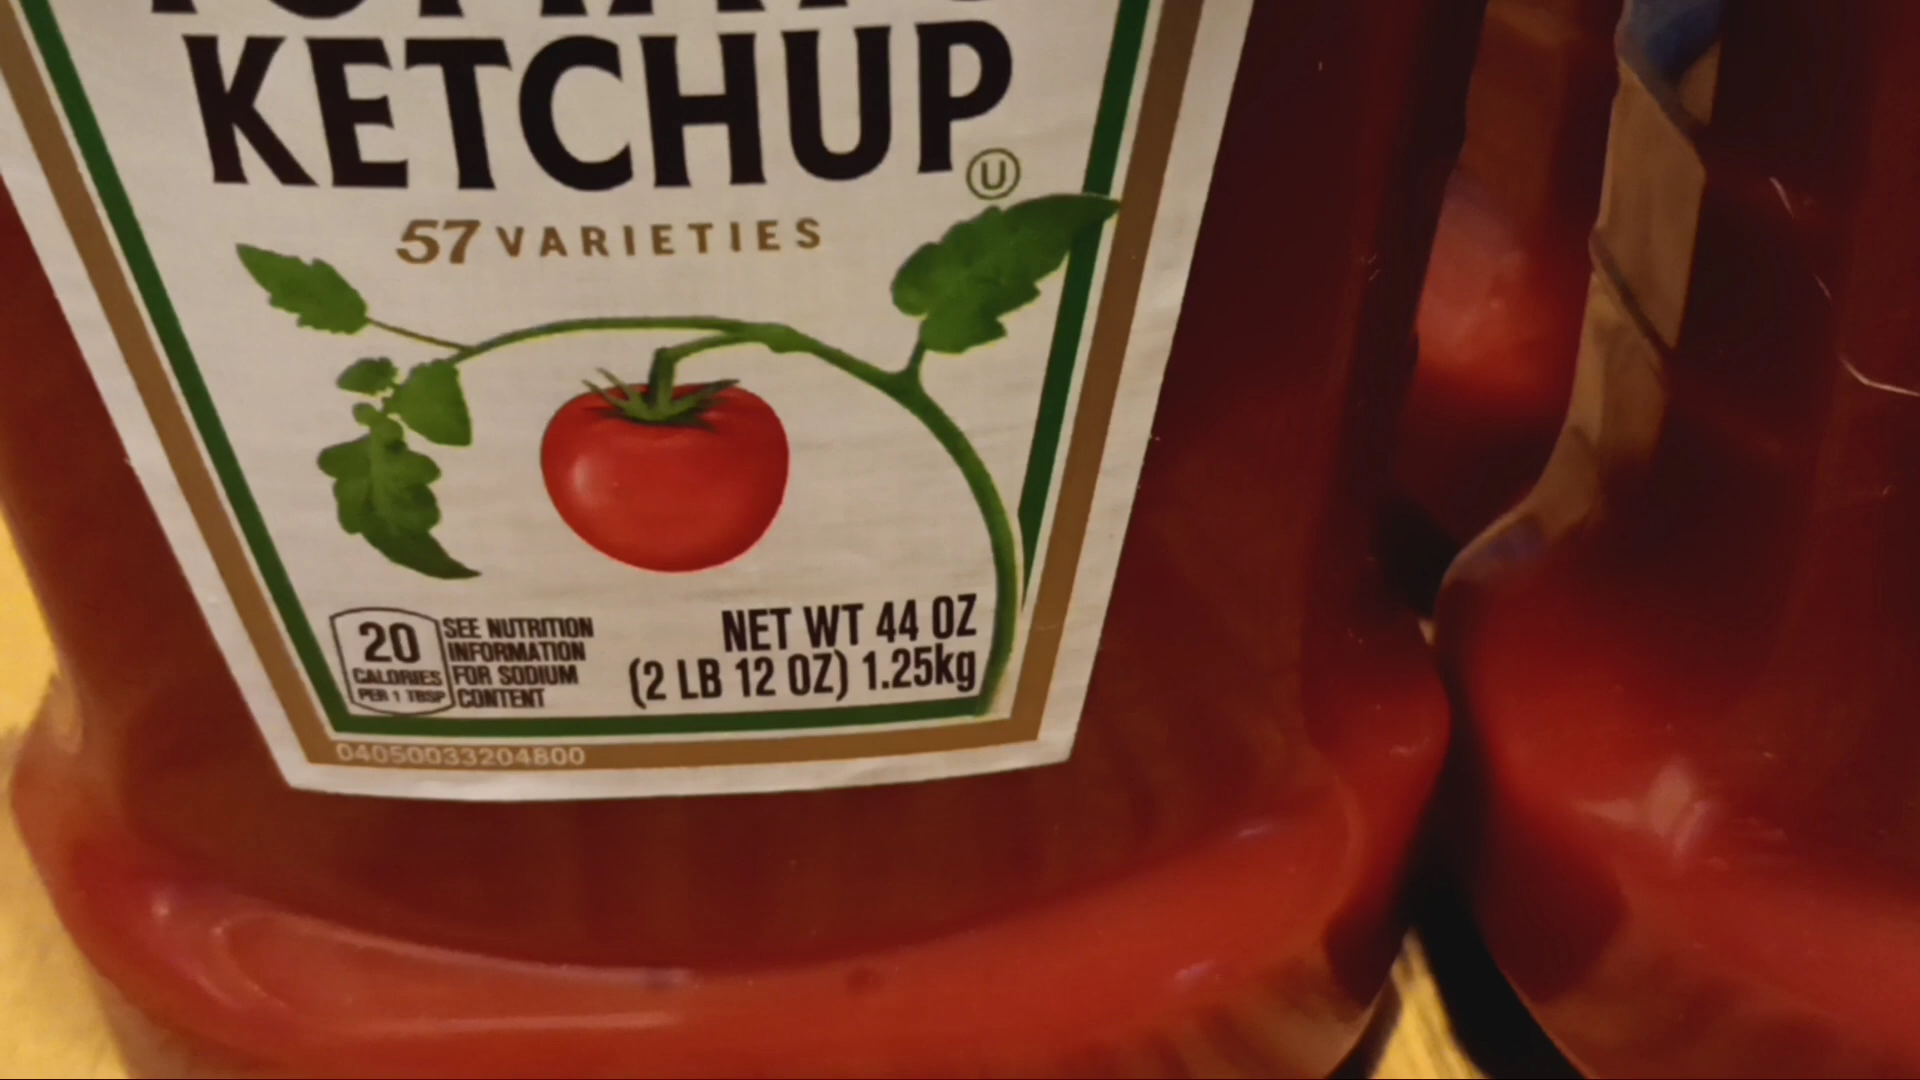 TOMATO
KETCHUP
U
57 VARIETIES
20
CALORIES
PER 1 TBSP
SEE NUTRITION
INFORMATION
FOR SODIUM
CONTENT
NET WT 44 OZ
(2 LB 12 OZ) 1.25kg
04050033204800